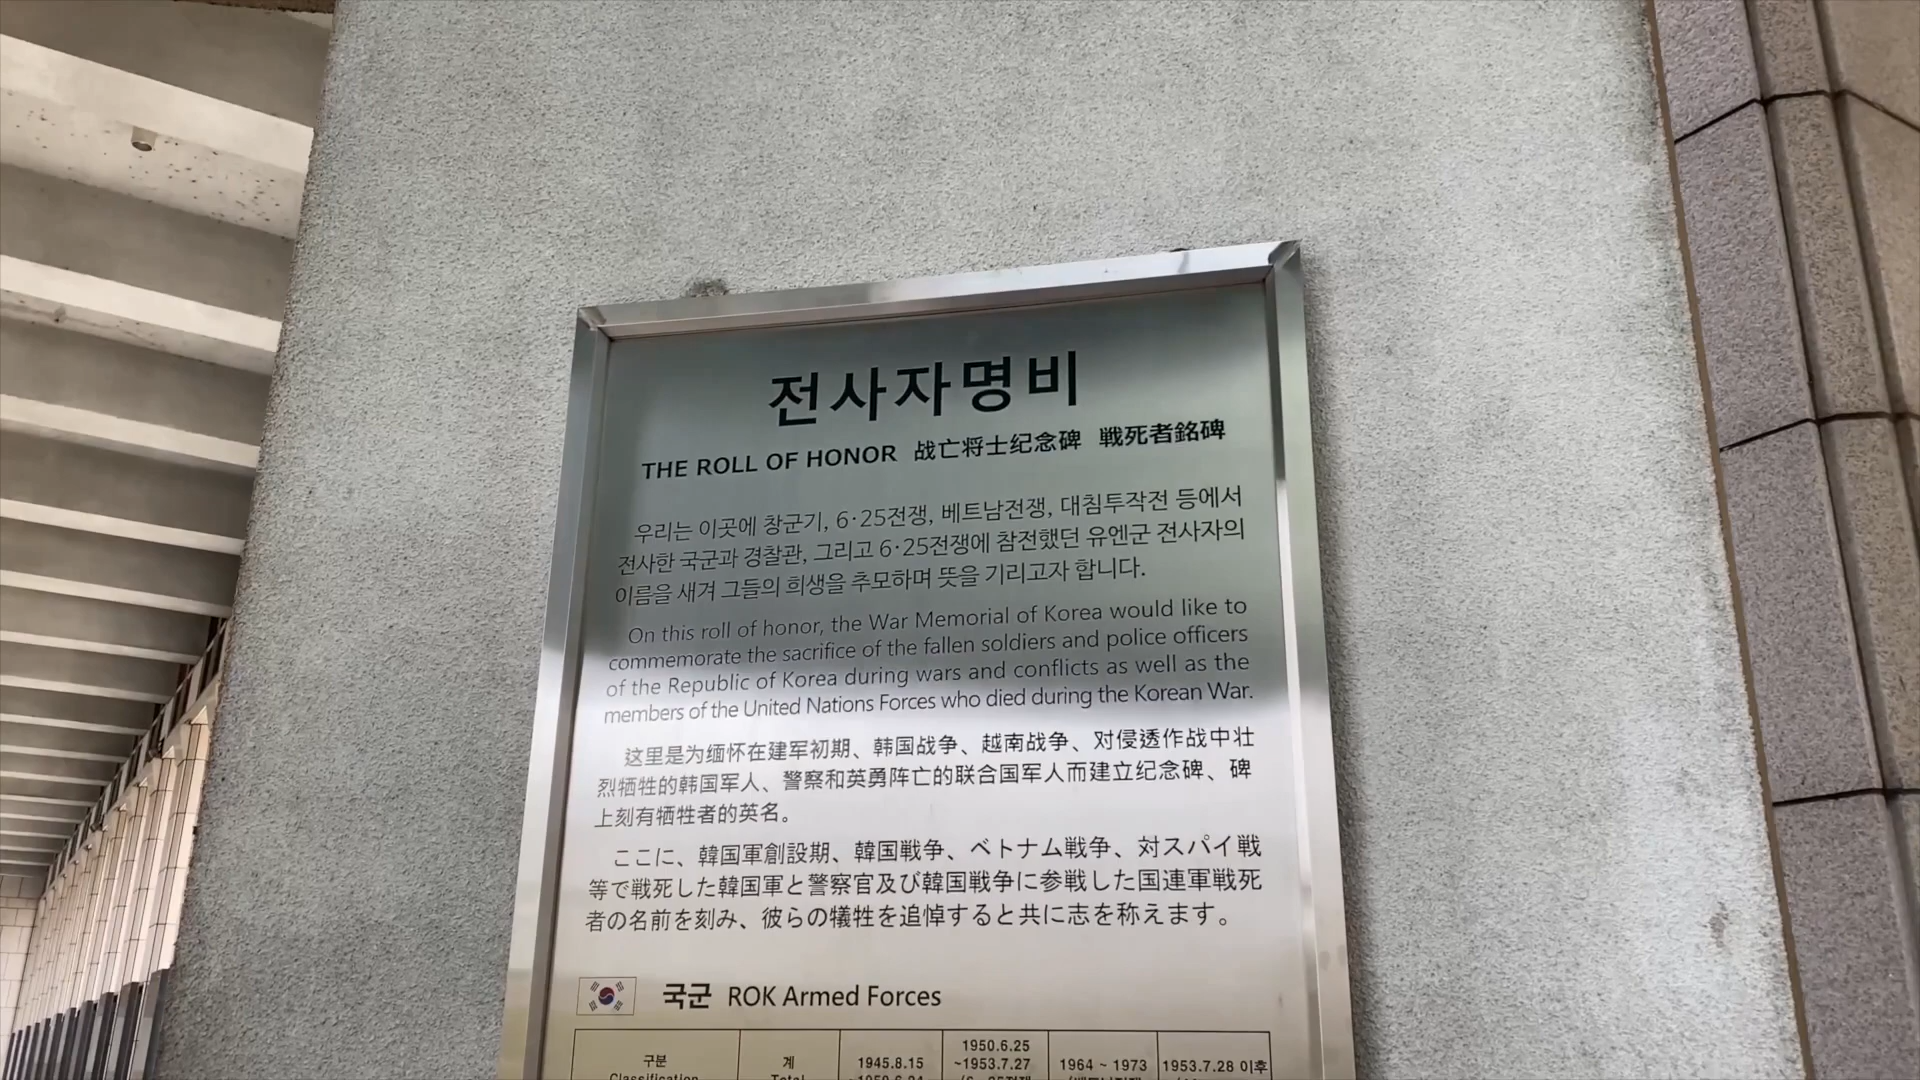 전사자명비
THE ROLL OF HONOR 战亡将士纪念碑 戦死者銘碑
우리는 이곳에 창군기, 6·25전쟁, 베트남전쟁, 대침투작전 등에서
전사한 국군과 경찰관, 그리고 6·25전쟁에 참전했던 유엔군 전사자의
이름을 새겨 그들의 희생을 추모하며 뜻을 기리고자 합니다.
On this roll of honor, the War Memorial of Korea would like to
commemorate the sacrifice of the fallen soldiers and police officers
of the Republic of Korea during wars and conflicts as well as the
members of the United Nations Forces who died during the Korean War.
这里是为缅怀在建军初期、韩国战争、越南战争、对侵透作战中壮
烈牺牲的韩国军人、警察和英勇阵亡的联合国军人而建立纪念碑、碑
上刻有牺牲者的英名。
ここに、韓国軍創設期、韓国戦争、ベトナム戦争、対スパイ戦
等で戦死した韓国軍と警察官及び韓国戦争に参戦した国連軍戦死
者の名前を刻み、彼らの犠牲を追悼すると共に志を称えます。
국군 ROK Armed Forces
구분 계 1945.8.15 1950.6.25 ~1953.7.27 1964 ~ 1973 1953.7.28 이후
Classification Total